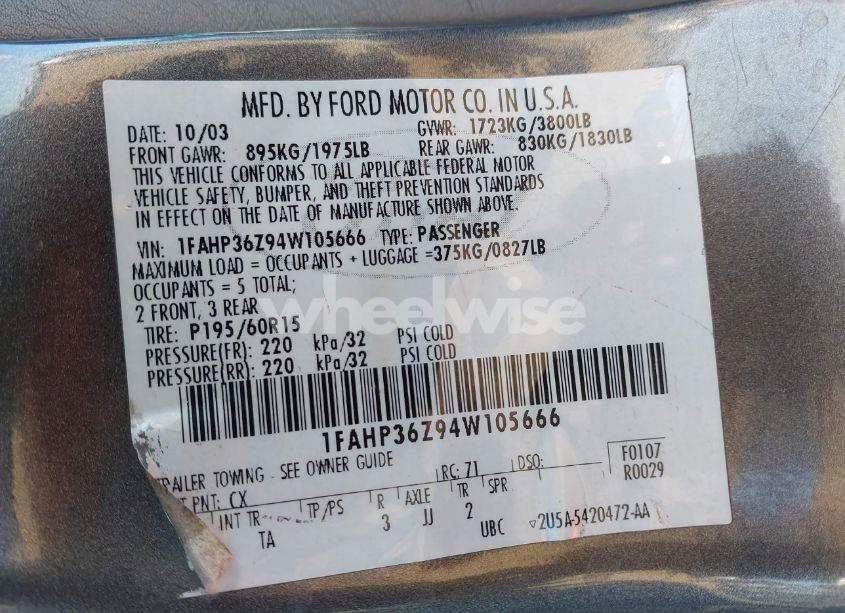 MFD. BY FORD MOTOR CO. IN U.S.A.
DATE: 10/03 GVWR: 1723KG/3800LB
FRONT GAWR: 895KG/1975LB REAR GAWR: 830KG/1830LB
THIS VEHICLE CONFORMS TO ALL APPLICABLE FEDERAL MOTOR
VEHICLE SAFETY, BUMPER, AND THEFT PREVENTION STANDARDS
IN EFFECT ON THE DATE OF MANUFACTURE SHOWN ABOVE.
VIN: 1FAHP36Z94W105666 TYPE: PASSENGER
MAXIMUM LOAD = OCCUPANTS + LUGGAGE =375KG/0827LB
OCCUPANTS = 5 TOTAL;
2 FRONT, 3 REAR
wheelwise
TIRE: P195/60R15
PRESSURE(FR): 220 kPa/32 PSI COLD
PRESSURE(RR): 220 kPa/32 PSI COLD
1FAHP36Z94W105666
TRAILER TOWING - SEE OWNER GUIDE
RC: 71 DSO: F0107
R0029
T PNT: CX
INT TR TP/PS R AXLE TR SPR
TA 3 JJ 2 UBC 2U5A-5420472-AA